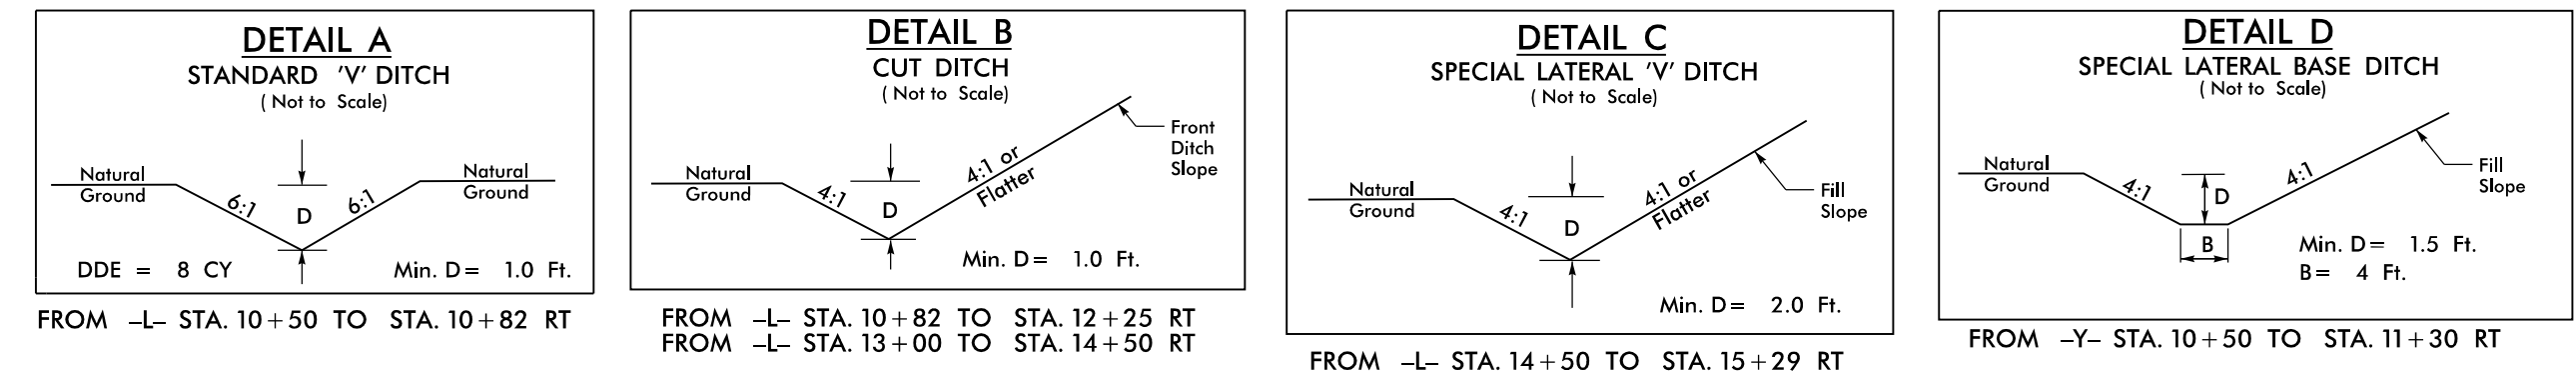 DETAIL A
STANDARD 'V' DITCH
( Not to Scale)
Natural
Ground
6:1
D
6:1
Natural
Ground
DDE = 8 CY
Min. D= 1.0 Ft.
FROM -L- STA. 10+50 TO STA. 10+82 RT
DETAIL B
CUT DITCH
( Not to Scale)
Natural
Ground
4:1
D
4:1 or
Flatter
Front
Ditch
Slope
Min. D= 1.0 Ft.
FROM -L- STA. 10+82 TO STA. 12+25 RT
FROM -L- STA. 13+00 TO STA. 14+50 RT
DETAIL C
SPECIAL LATERAL 'V' DITCH
( Not to Scale)
Natural
Ground
4:1
D
4:1 or
Flatter
Fill
Slope
Min. D= 2.0 Ft.
FROM -L- STA. 14+50 TO STA. 15+29 RT
DETAIL D
SPECIAL LATERAL BASE DITCH
( Not to Scale)
Natural
Ground
4:1
D
4:1
Fill
Slope
B
Min. D= 1.5 Ft.
B= 4 Ft.
FROM -Y- STA. 10+50 TO STA. 11+30 RT